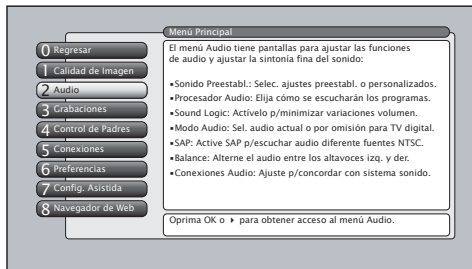 Menú Principal
0 Regresar
1 Calidad de Imagen
2 Audio
3 Grabaciones
4 Control de Padres
5 Conexiones
6 Preferencias
7 Config. Asistida
8 Navegador de Web
El menú Audio tiene pantallas para ajustar las funciones
de audio y ajustar la sintonía fina del sonido:
▪Sonido Preestabl.: Selec. ajustes preestabl. o personalizados.
▪Procesador Audio: Elija cómo se escucharán los programas.
▪Sound Logic: Actívelo p/minimizar variaciones volumen.
▪Modo Audio: Sel. audio actual o por omisión para TV digital.
▪SAP: Active SAP p/escuchar audio diferente fuentes NTSC.
▪Balance: Alterne el audio entre los altavoces izq. y der.
▪Conexiones Audio: Ajuste p/concordar con sistema sonido.
Oprima OK o ▸ para obtener acceso al menú Audio.